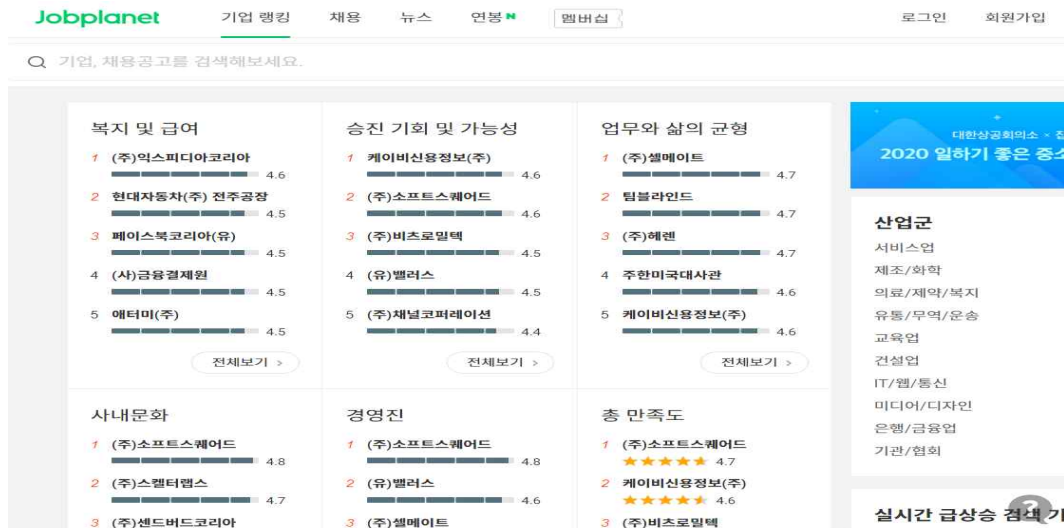 Jobplanet 기업 랭킹 채용 뉴스 연봉 N 멤버십 로그인 회원가입
기업, 채용공고를 검색해보세요.
복지 및 급여
1 (주)익스피디아코리아
4.6
2 현대자동차(주) 전주공장
4.5
3 페이스북코리아(유)
4.5
4 (사)금융결제원
4.5
5 애터미(주)
4.5
전체보기 >
승진 기회 및 가능성
1 케이비신용정보(주)
4.6
2 (주)소프트스퀘어드
4.6
3 (주)비츠로밀텍
4.5
4 (유)밸러스
4.5
5 (주)채널코퍼레이션
4.4
전체보기 >
업무와 삶의 균형
1 (주)셀메이트
4.7
2 팀블라인드
4.7
3 (주)헤렌
4.7
4 주한미국대사관
4.6
5 케이비신용정보(주)
4.6
전체보기 >
사내문화
1 (주)소프트스퀘어드
4.8
2 (주)스켈터랩스
4.7
3 (주)센드버드코리아
경영진
1 (주)소프트스퀘어드
4.8
2 (유)밸러스
4.6
3 (주)셀메이트
총 만족도
1 (주)소프트스퀘어드
4.7
2 케이비신용정보(주)
4.6
3 (주)비츠로밀텍
대한상공회의소 ×
2020 일하기 좋은 중소
산업군
서비스업
제조/화학
의료/제약/복지
유통/무역/운송
교육업
건설업
IT/웹/통신
미디어/디자인
은행/금융업
기관/협회
실시간 급상승 검색 기
?